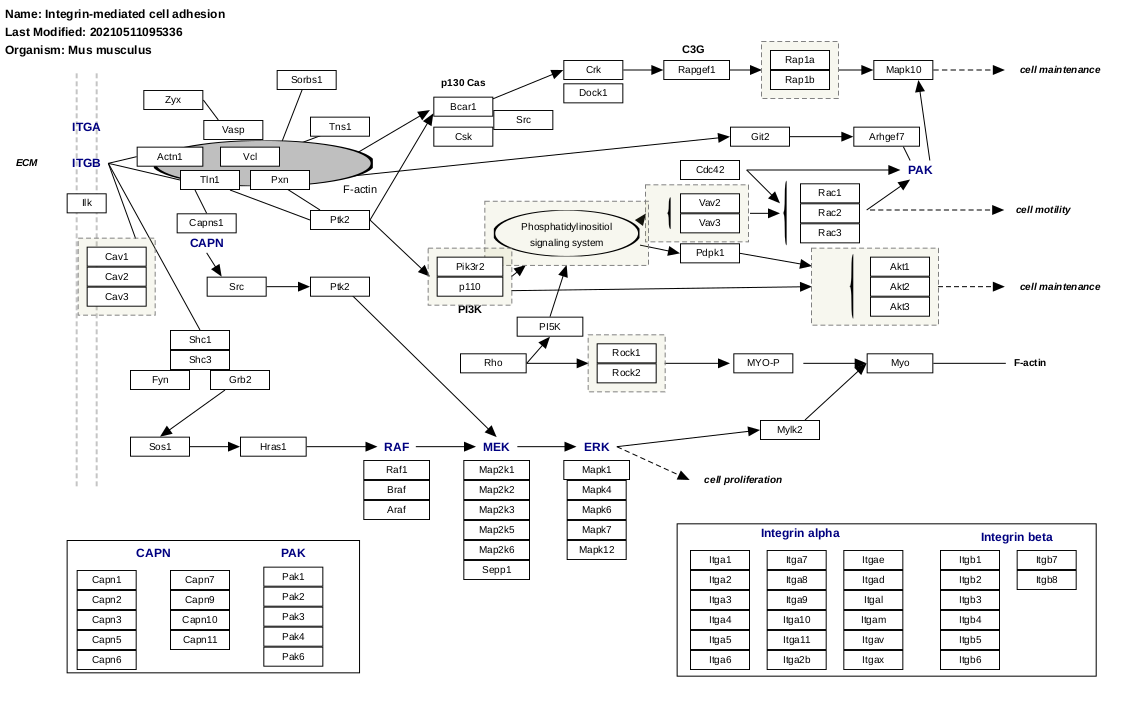 Name: Integrin-mediated cell adhesion
Last Modified: 20210511095336
Organism: Mus musculus
C3G
Rap1a
Rap1b
Crk
Rapgef1
Mapk10
cell maintenance
p130 Cas
Sorbs1
Dock1
Zyx
Bcar1
Src
Csk
ITGA
Vasp
Tns1
Git2
Arhgef7
ECM
ITGB
Actn1
Vcl
Cdc42
PAK
Tln1
Pxn
F-actin
Rac1
Rac2
Rac3
Ilk
Vav2
Vav3
cell motility
Capns1
Ptk2
Phosphatidylinositiol
signaling system
CAPN
Pdpk1
Cav1
Cav2
Cav3
Pik3r2
p110
PI3K
Akt1
Akt2
Akt3
cell maintenance
Src
Ptk2
PI5K
Shc1
Shc3
Rho
Rock1
Rock2
MYO-P
Myo
F-actin
Fyn
Grb2
Mylk2
Sos1
Hras1
RAF
MEK
ERK
cell proliferation
Raf1
Braf
Araf
Map2k1
Map2k2
Map2k3
Map2k5
Map2k6
Sepp1
Mapk1
Mapk4
Mapk6
Mapk7
Mapk12
CAPN
PAK
Capn1
Capn2
Capn3
Capn5
Capn6
Capn7
Capn9
Capn10
Capn11
Pak1
Pak2
Pak3
Pak4
Pak6
Integrin alpha
Integrin beta
Itga1
Itga2
Itga3
Itga4
Itga5
Itga6
Itga7
Itga8
Itga9
Itga10
Itga11
Itga2b
Itgae
Itgad
Itgal
Itgam
Itgav
Itgax
Itgb1
Itgb2
Itgb3
Itgb4
Itgb5
Itgb6
Itgb7
Itgb8